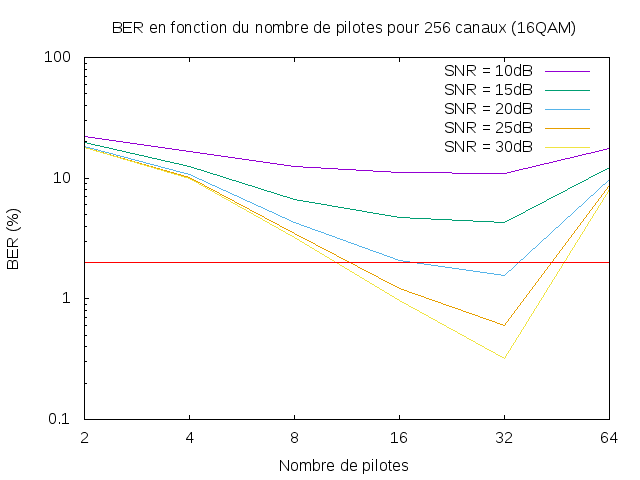 BER en fonction du nombre de pilotes pour 256 canaux (16QAM)
100
10
1
0.1
BER (%)
SNR = 10dB
SNR = 15dB
SNR = 20dB
SNR = 25dB
SNR = 30dB
2 4 8 16 32 64
Nombre de pilotes